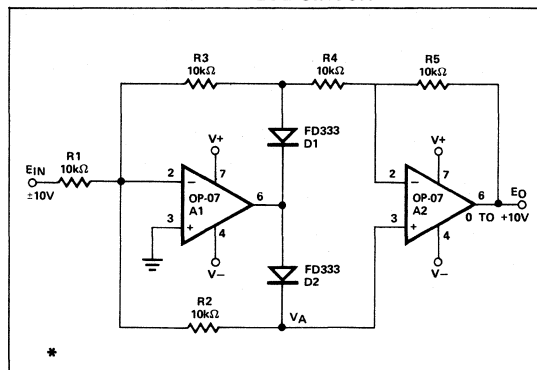 R3
10kΩ
R4
10kΩ
R5
10kΩ
V+
FD333
D1
V+
EIN
±10V
R1
10kΩ
2
−
7
OP-07
A1
6
3
+
4
V−
2
−
7
OP-07
A2
6
EO
0 TO +10V
3
+
4
V−
FD333
D2
R2
10kΩ
VA
*